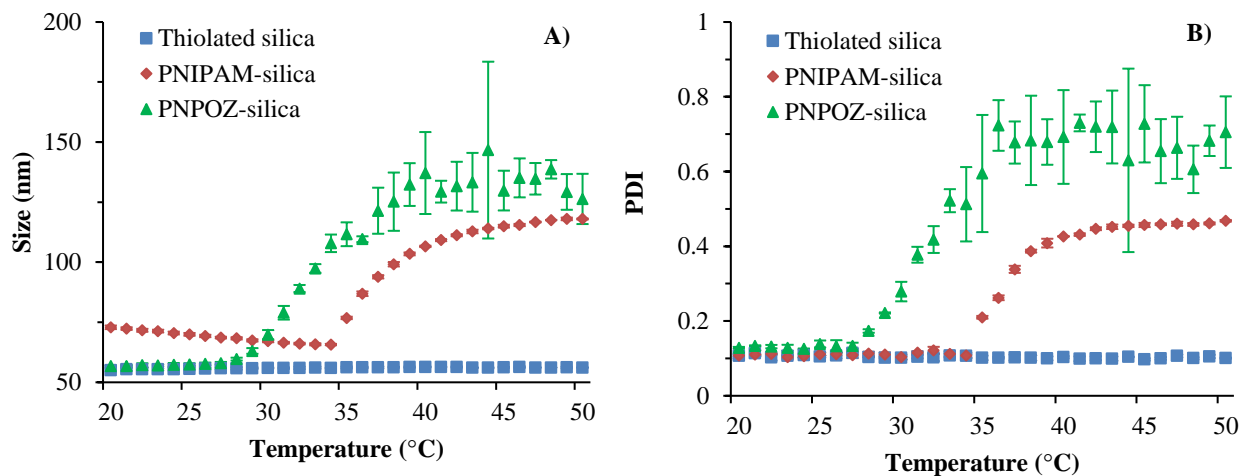 A)
Thiolated silica
PNIPAM-silica
PNPOZ-silica
Size (nm)
200
150
100
50
20 25 30 35 40 45 50
Temperature (°C)
B)
Thiolated silica
PNIPAM-silica
PNPOZ-silica
PDI
1
0.8
0.6
0.4
0.2
0
20 25 30 35 40 45 50
Temperature (°C)